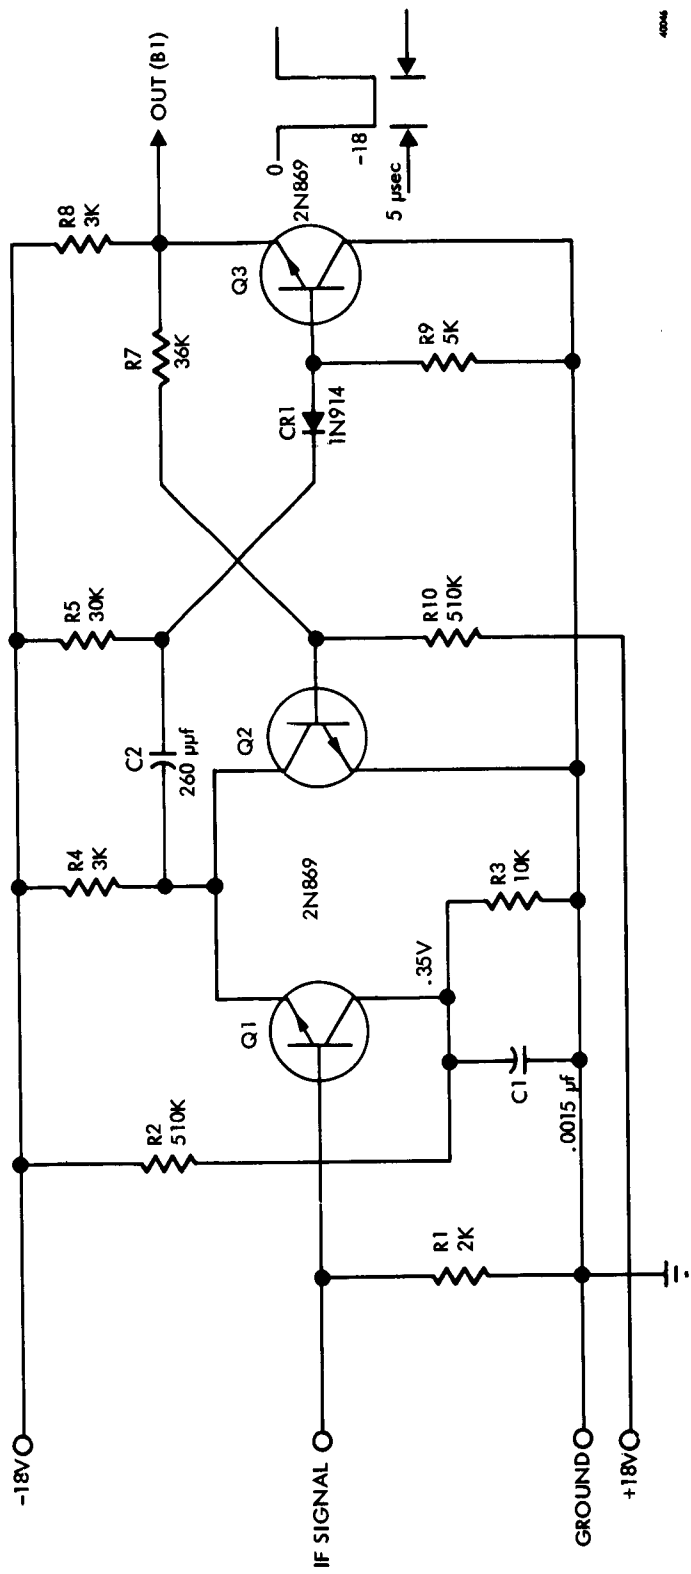 -18V
IF SIGNAL
GROUND
+18V
R1
2K
R2
510K
C1
.0015 µf
Q1
.35V
R3
10K
R4
3K
2N869
C2
260 µµf
Q2
R5
30K
R10
510K
R7
36K
CR1
1N914
R9
5K
R8
3K
Q3
2N869
OUT (B1)
0
-18
5 µsec
40046